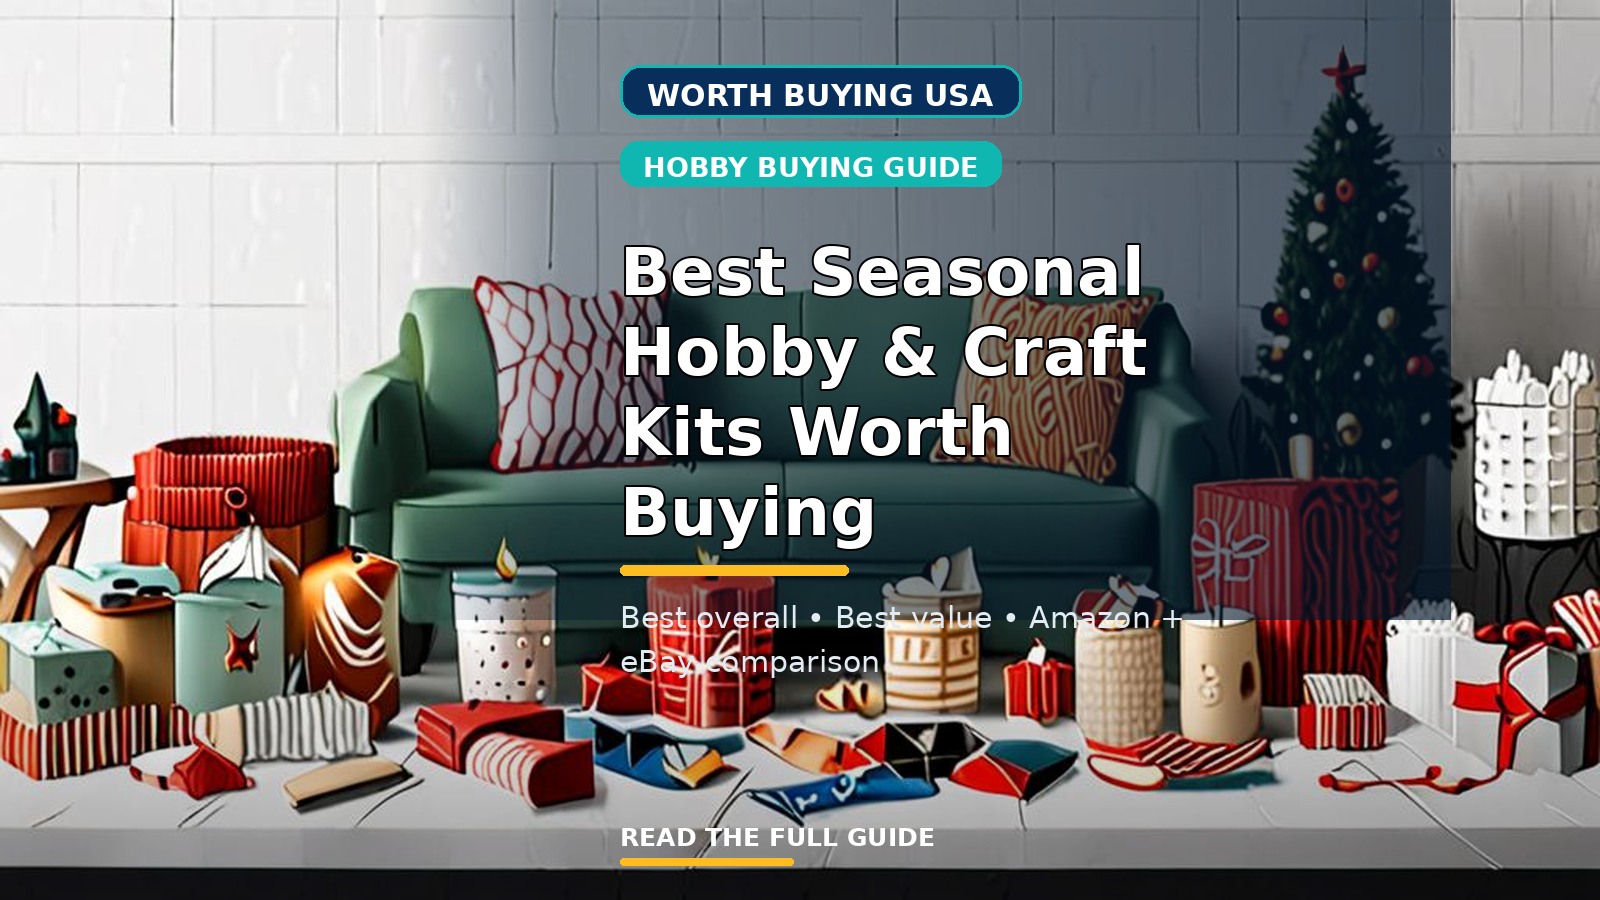 WORTH BUYING USA
HOBBY BUYING GUIDE
Best Seasonal
Hobby & Craft
Kits Worth
Buying
Best overall • Best value • Amazon +
eBay comparison
READ THE FULL GUIDE